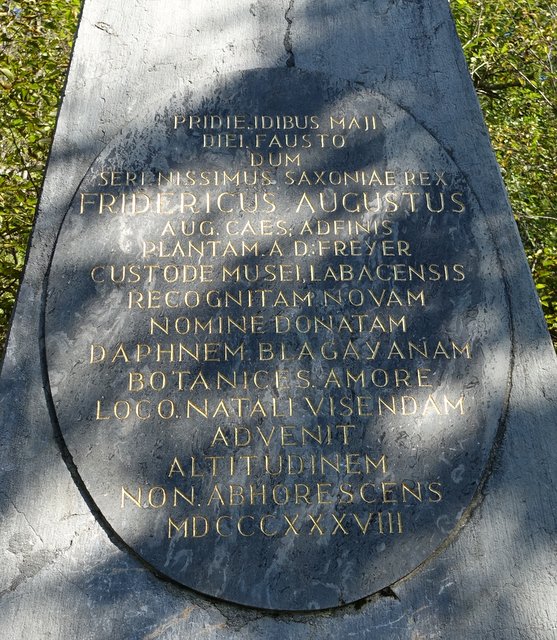 PRIDIE. IDIBUS MAJI
DIEI. FAUSTO
DUM
SERENISSIMUS SAXONIAE REX
FRIDERICUS AUGUSTUS
AUG. CAES; ADFINIS
PLANTAM. A D: FREYER
CUSTODE MUSEI. LABACENSIS
RECOGNITAM. NOVAM
NOMINE DONATAM
DAPHNEM. BLAGAYANAM
BOTANICES. AMORE
LOCO. NATALI VISENDAM
ADVENIT
ALTITUDINEM
NON. ABHORESCENS
MDCCCXXXVIII